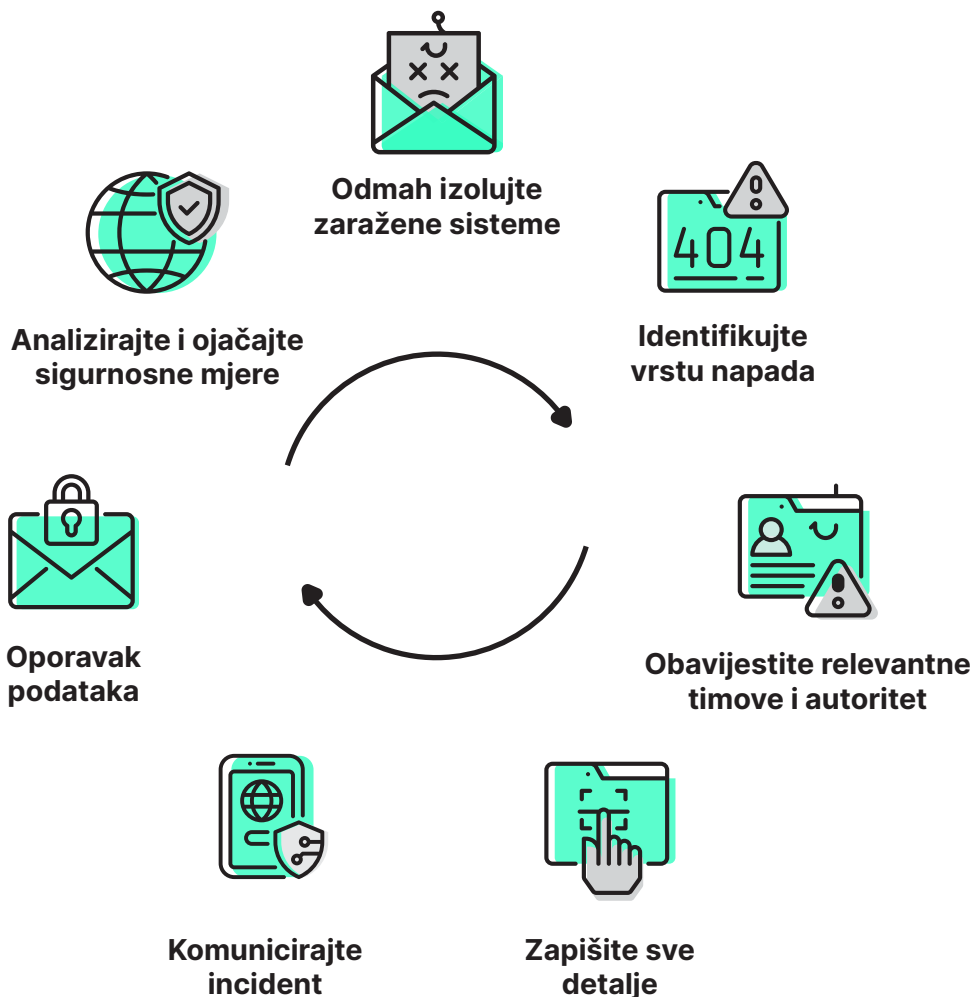 Odmah izolujte
zaražene sisteme
404
Identifikujte
vrstu napada
Obavijestite relevantne
timove i autoritet
Zapišite sve
detalje
Komunicirajte
incident
Oporavak
podataka
Analizirajte i ojačajte
sigurnosne mjere